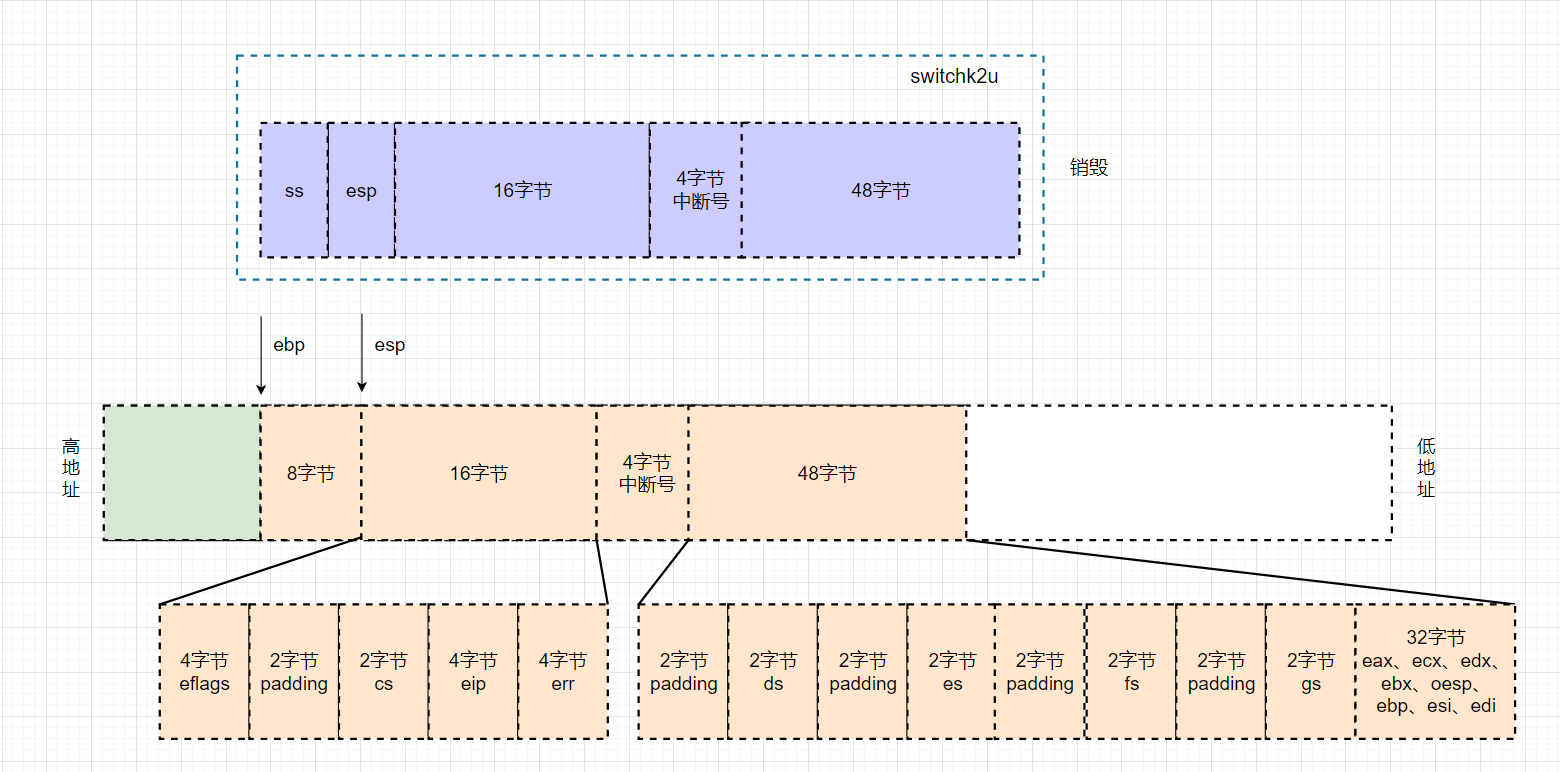 switchk2u
ss
esp
16字节
4字节
中断号
48字节
销毁
ebp
esp
高
地
址
8字节
16字节
4字节
中断号
48字节
低
地
址
4字节
eflags
2字节
padding
2字节
cs
4字节
eip
4字节
err
2字节
padding
2字节
ds
2字节
padding
2字节
es
2字节
padding
2字节
fs
2字节
padding
2字节
gs
32字节
eax、ecx、edx、
ebx、oesp、
ebp、esi、edi